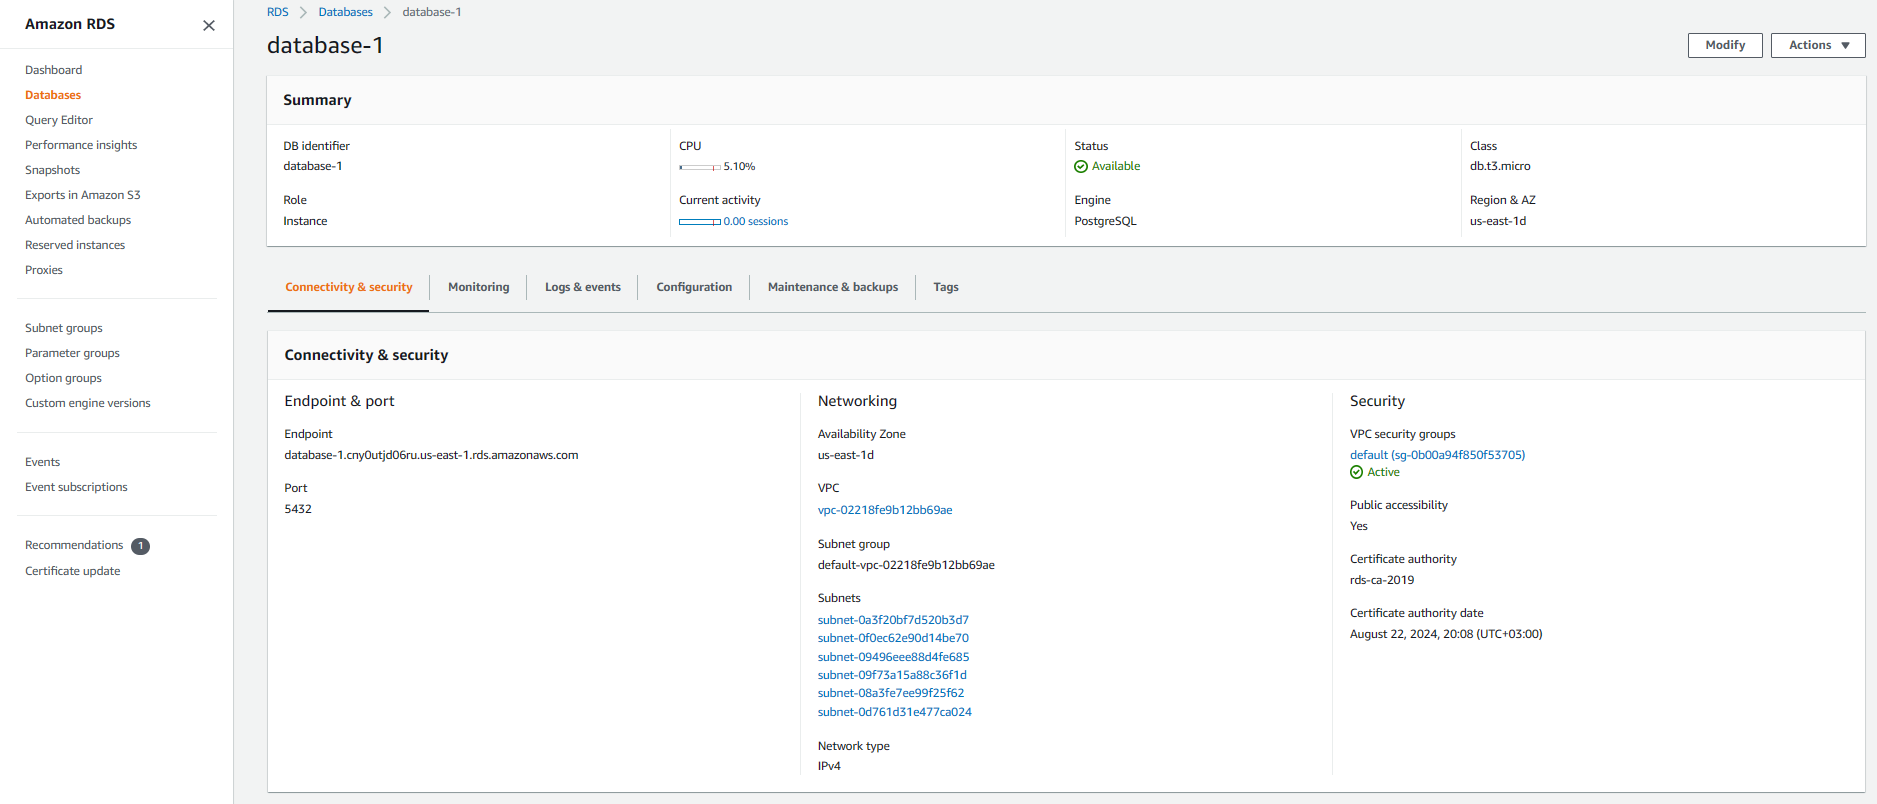 Amazon RDS
Dashboard
Databases
Query Editor
Performance insights
Snapshots
Exports in Amazon S3
Automated backups
Reserved instances
Proxies
Subnet groups
Parameter groups
Option groups
Custom engine versions
Events
Event subscriptions
Recommendations 1
Certificate update
RDS > Databases > database-1
database-1
Modify
Actions
Summary
DB identifier
database-1
CPU
5.10%
Status
Available
Class
db.t3.micro
Role
Instance
Current activity
0.00 sessions
Engine
PostgreSQL
Region & AZ
us-east-1d
Connectivity & security
Monitoring
Logs & events
Configuration
Maintenance & backups
Tags
Connectivity & security
Endpoint & port
Endpoint
database-1.cny0utjd06ru.us-east-1.rds.amazonaws.com
Port
5432
Networking
Availability Zone
us-east-1d
VPC
vpc-02218fe9b12bb69ae
Subnet group
default-vpc-02218fe9b12bb69ae
Subnets
subnet-0a3f20bf7d520b3d7
subnet-0f0ec62e90d14be70
subnet-09496eee88d4fe685
subnet-09f73a15a88c36f1d
subnet-08a3fe7ee99f25f62
subnet-0d761d31e477ca024
Network type
IPv4
Security
VPC security groups
default (sg-0b00a94f850f53705)
Active
Public accessibility
Yes
Certificate authority
rds-ca-2019
Certificate authority date
August 22, 2024, 20:08 (UTC+03:00)